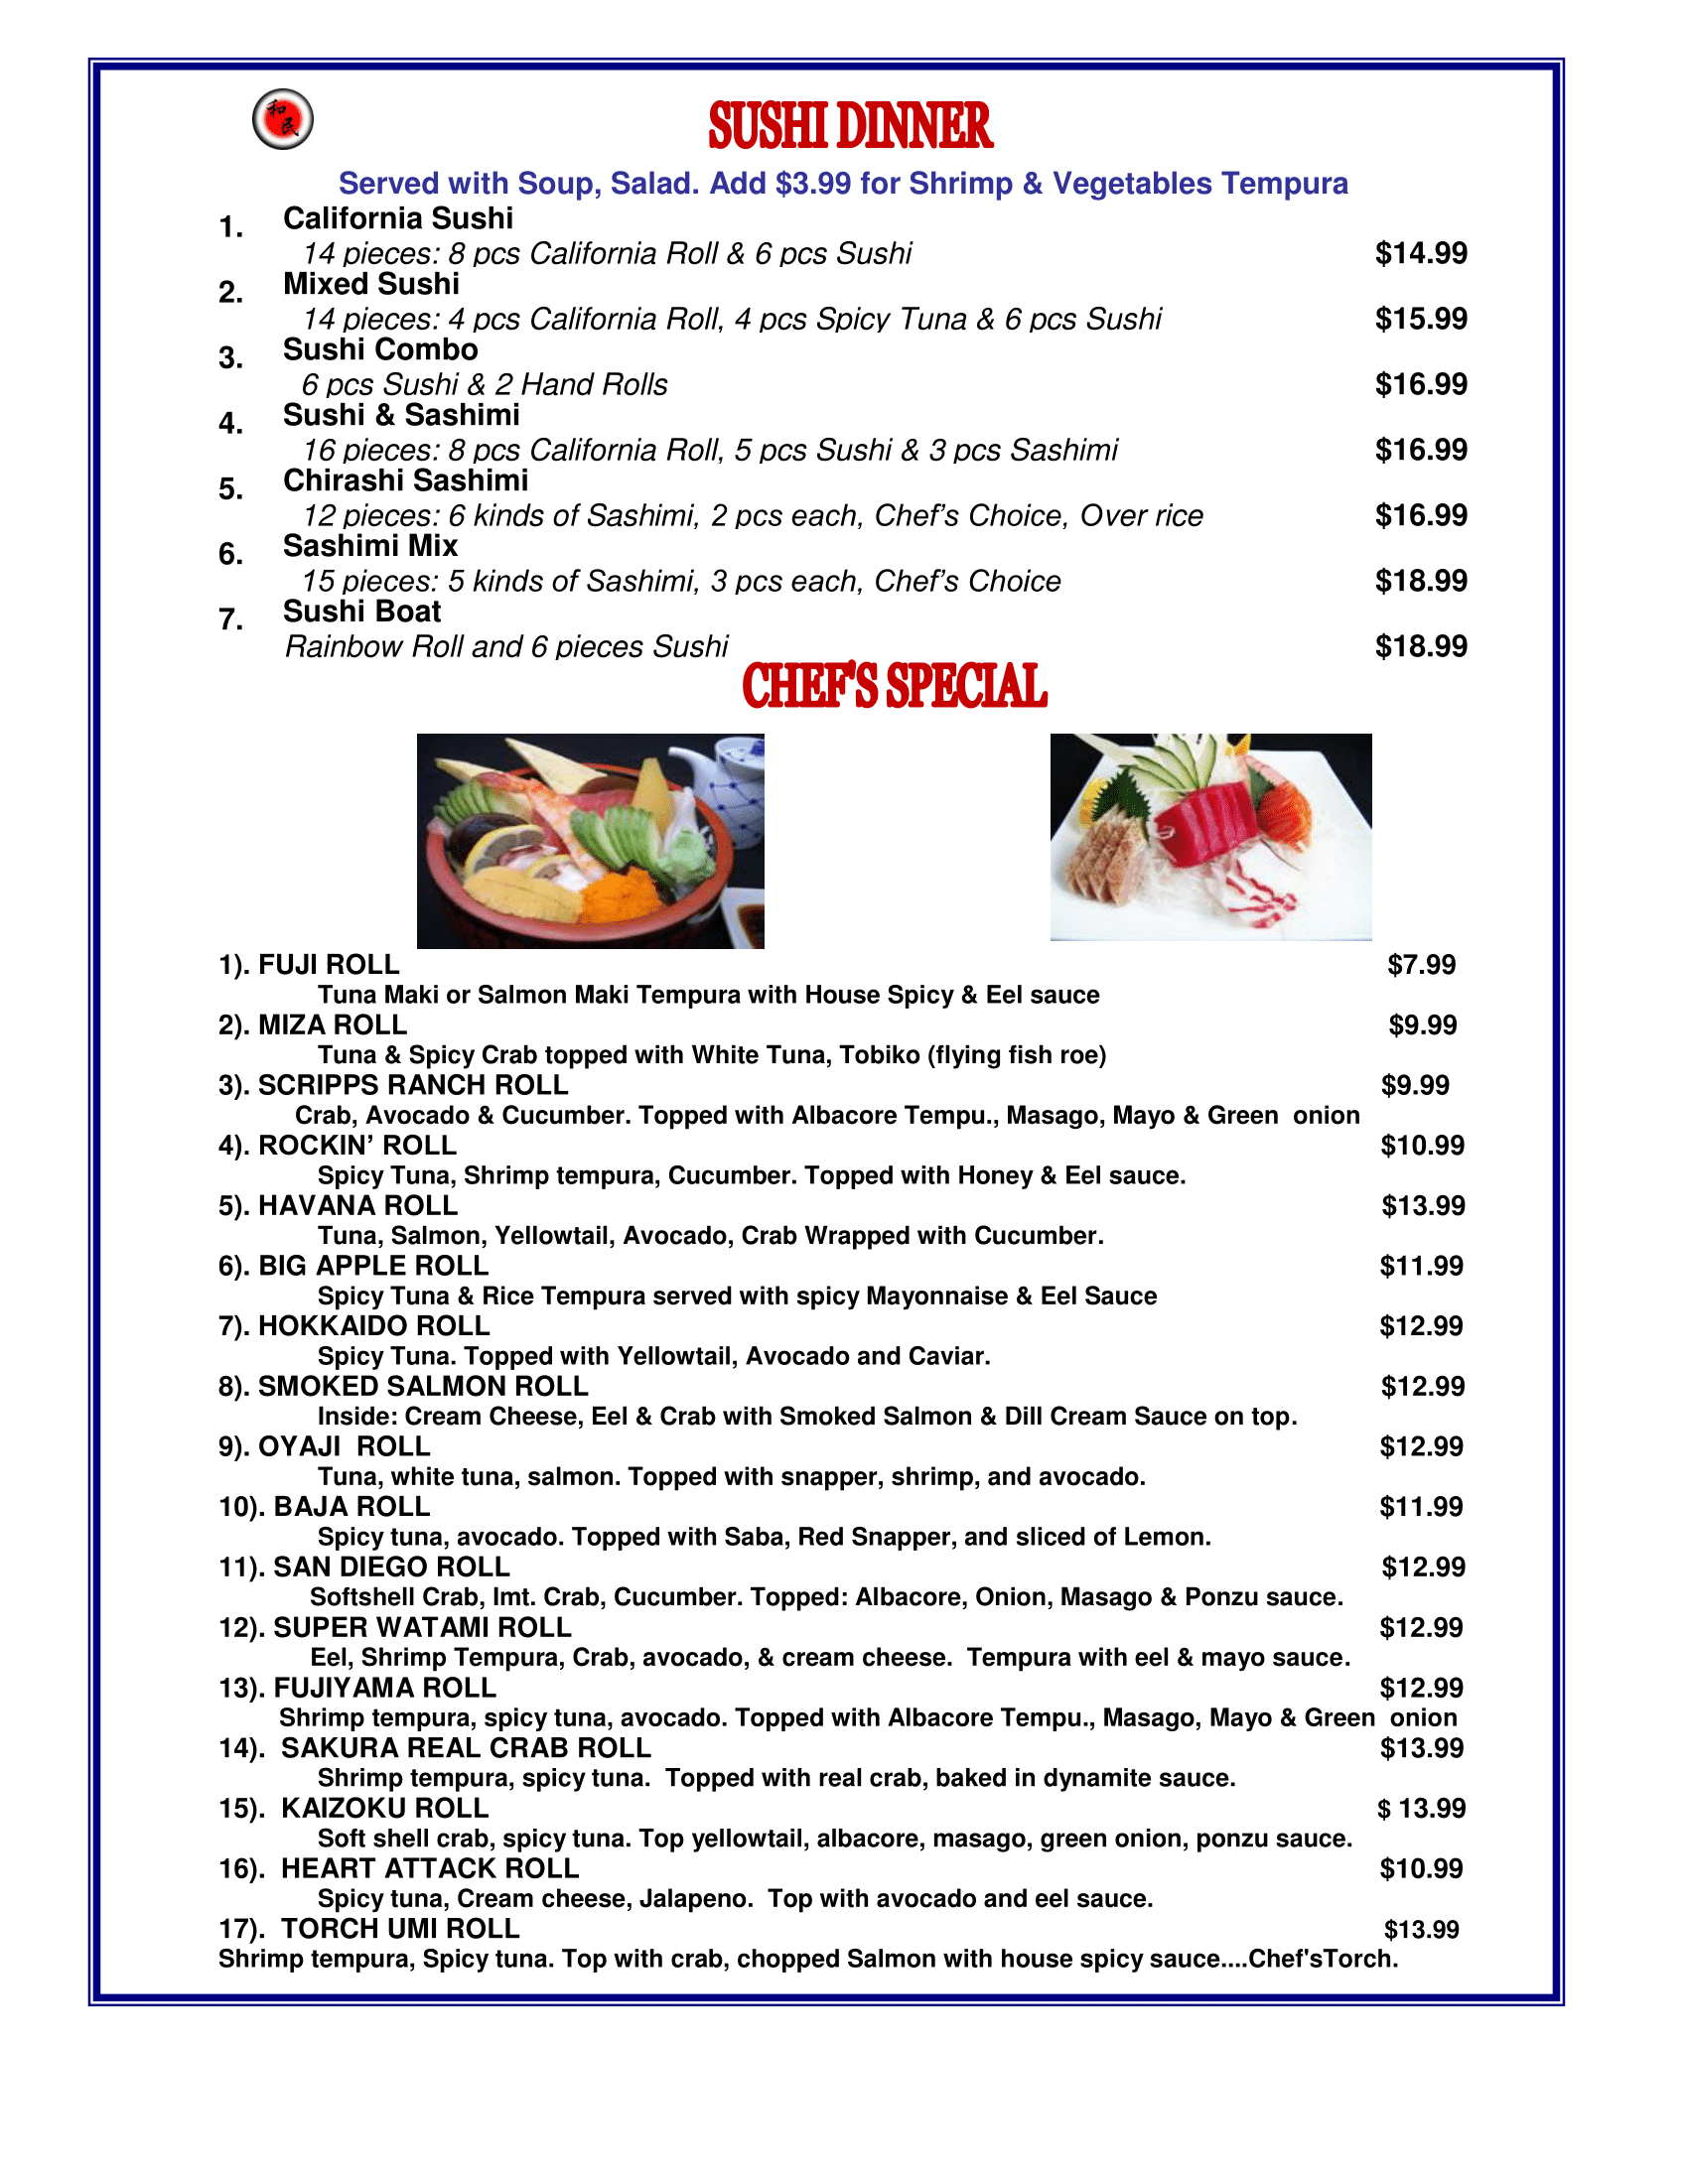 和民
SUSHI DINNER
Served with Soup, Salad. Add $3.99 for Shrimp & Vegetables Tempura
1. California Sushi
14 pieces: 8 pcs California Roll & 6 pcs Sushi $14.99
2. Mixed Sushi
14 pieces: 4 pcs California Roll, 4 pcs Spicy Tuna & 6 pcs Sushi $15.99
3. Sushi Combo
6 pcs Sushi & 2 Hand Rolls $16.99
4. Sushi & Sashimi
16 pieces: 8 pcs California Roll, 5 pcs Sushi & 3 pcs Sashimi $16.99
5. Chirashi Sashimi
12 pieces: 6 kinds of Sashimi, 2 pcs each, Chef’s Choice, Over rice $16.99
6. Sashimi Mix
15 pieces: 5 kinds of Sashimi, 3 pcs each, Chef’s Choice $18.99
7. Sushi Boat
Rainbow Roll and 6 pieces Sushi $18.99
CHEF'S SPECIAL
1). FUJI ROLL $7.99
Tuna Maki or Salmon Maki Tempura with House Spicy & Eel sauce
2). MIZA ROLL $9.99
Tuna & Spicy Crab topped with White Tuna, Tobiko (flying fish roe)
3). SCRIPPS RANCH ROLL $9.99
Crab, Avocado & Cucumber. Topped with Albacore Tempu., Masago, Mayo & Green onion
4). ROCKIN’ ROLL $10.99
Spicy Tuna, Shrimp tempura, Cucumber. Topped with Honey & Eel sauce.
5). HAVANA ROLL $13.99
Tuna, Salmon, Yellowtail, Avocado, Crab Wrapped with Cucumber.
6). BIG APPLE ROLL $11.99
Spicy Tuna & Rice Tempura served with spicy Mayonnaise & Eel Sauce
7). HOKKAIDO ROLL $12.99
Spicy Tuna. Topped with Yellowtail, Avocado and Caviar.
8). SMOKED SALMON ROLL $12.99
Inside: Cream Cheese, Eel & Crab with Smoked Salmon & Dill Cream Sauce on top.
9). OYAJI ROLL $12.99
Tuna, white tuna, salmon. Topped with snapper, shrimp, and avocado.
10). BAJA ROLL $11.99
Spicy tuna, avocado. Topped with Saba, Red Snapper, and sliced of Lemon.
11). SAN DIEGO ROLL $12.99
Softshell Crab, Imt. Crab, Cucumber. Topped: Albacore, Onion, Masago & Ponzu sauce.
12). SUPER WATAMI ROLL $12.99
Eel, Shrimp Tempura, Crab, avocado, & cream cheese. Tempura with eel & mayo sauce.
13). FUJIYAMA ROLL $12.99
Shrimp tempura, spicy tuna, avocado. Topped with Albacore Tempu., Masago, Mayo & Green onion
14). SAKURA REAL CRAB ROLL $13.99
Shrimp tempura, spicy tuna. Topped with real crab, baked in dynamite sauce.
15). KAIZOKU ROLL $ 13.99
Soft shell crab, spicy tuna. Top yellowtail, albacore, masago, green onion, ponzu sauce.
16). HEART ATTACK ROLL $10.99
Spicy tuna, Cream cheese, Jalapeno. Top with avocado and eel sauce.
17). TORCH UMI ROLL $13.99
Shrimp tempura, Spicy tuna. Top with crab, chopped Salmon with house spicy sauce....Chef'sTorch.